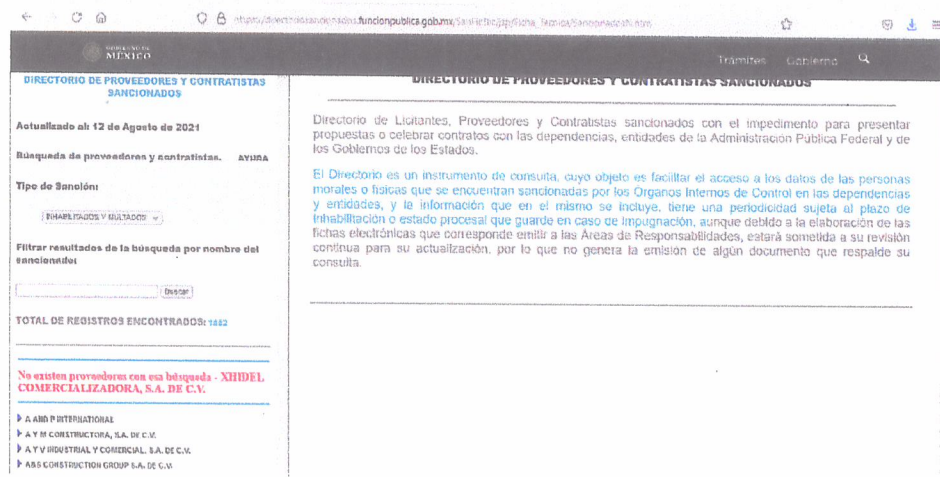 directoriosancionados.funcionpublica.gob.mx/SanFicTec/jsp/Ficha_Tecnica/SancionadosN.htm
GOBIERNO DE
MÉXICO
Trámites Gobierno
DIRECTORIO DE PROVEEDORES Y CONTRATISTAS
SANCIONADOS
Actualizado al: 12 de Agosto de 2021
Búsqueda de proveedores y contratistas. AYUDA
Tipo de Sanción:
INHABILITADOS Y MULTADOS
Filtrar resultados de la búsqueda por nombre del
sancionado:
Buscar
TOTAL DE REGISTROS ENCONTRADOS:
No existen proveedores con esa búsqueda - XHIDEL
COMERCIALIZADORA, S.A. DE C.V.
A AND P INTERNATIONAL
A Y M CONSTRUCTORA, S.A. DE C.V.
A Y V INDUSTRIAL Y COMERCIAL, S.A. DE C.V.
A&S CONSTRUCTION GROUP S.A. DE C.V.
DIRECTORIO DE PROVEEDORES Y CONTRATISTAS SANCIONADOS
Directorio de Licitantes, Proveedores y Contratistas sancionados con el impedimento para presentar
propuestas o celebrar contratos con las dependencias, entidades de la Administración Pública Federal y de
los Gobiernos de los Estados.
El Directorio es un instrumento de consulta, cuyo objeto es facilitar el acceso a los datos de las personas
morales o físicas que se encuentran sancionadas por los Órganos Internos de Control en las dependencias
y entidades, y la información que en el mismo se incluye, tiene una periodicidad sujeta al plazo de
inhabilitación o estado procesal que guarde en caso de impugnación, aunque debido a la elaboración de las
fichas electrónicas que corresponde emitir a las Áreas de Responsabilidades, estará sometida a su revisión
continua para su actualización, por lo que no genera la emisión de algún documento que respalde su
consulta.